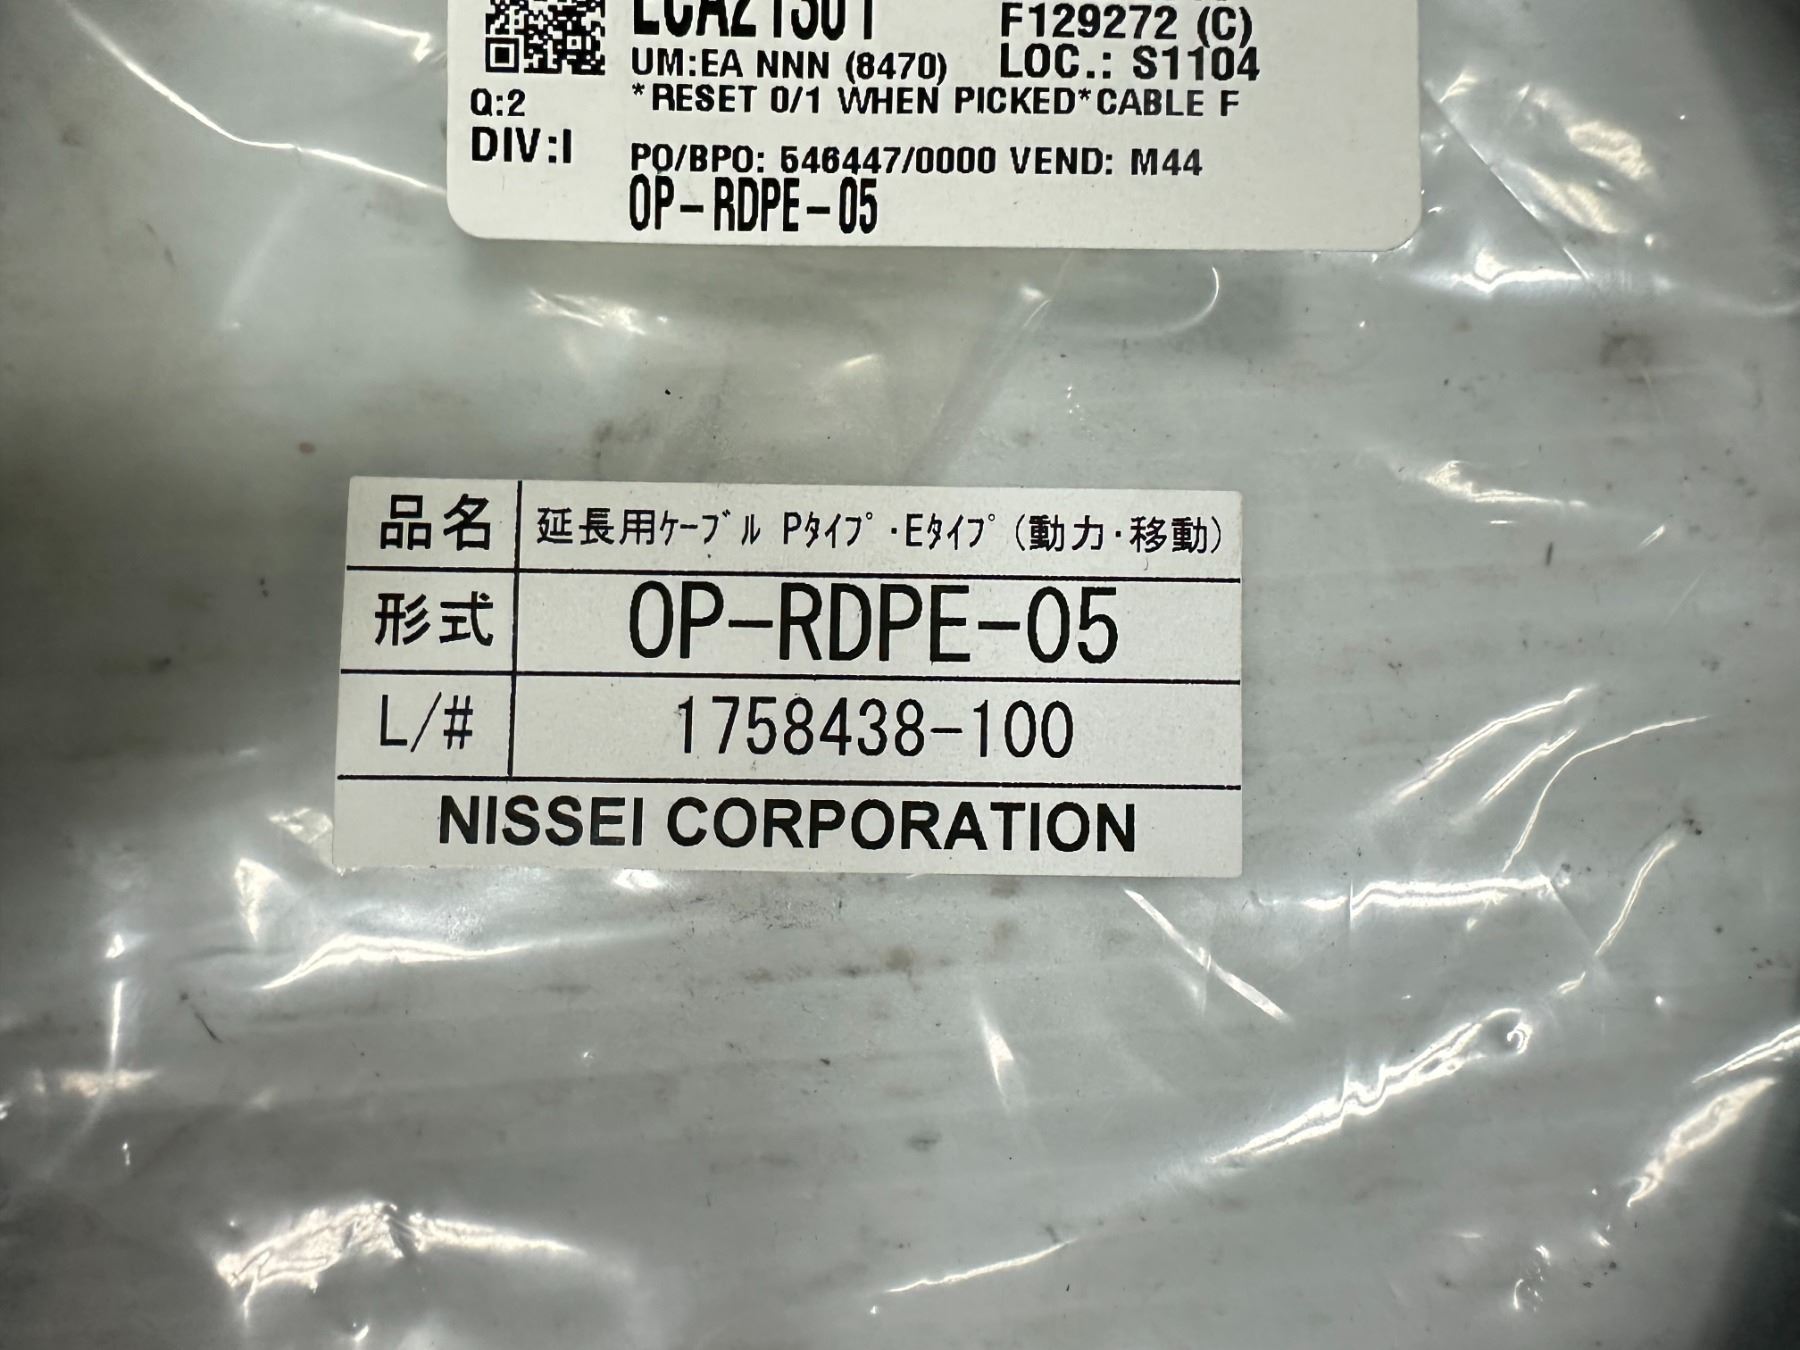 F129272 (C)
UM:EA NNN (8470) LOC.: S1104
Q:2 *RESET 0/1 WHEN PICKED*CABLE F
DIV:I
PO/BPO: 546447/0000 VEND: M44
OP-RDPE-05
品名 延長用ｹｰﾌﾞﾙ Pﾀｲﾌﾟ・Eﾀｲﾌﾟ（動力・移動）
形式 OP-RDPE-05
L/# 1758438-100
NISSEI CORPORATION